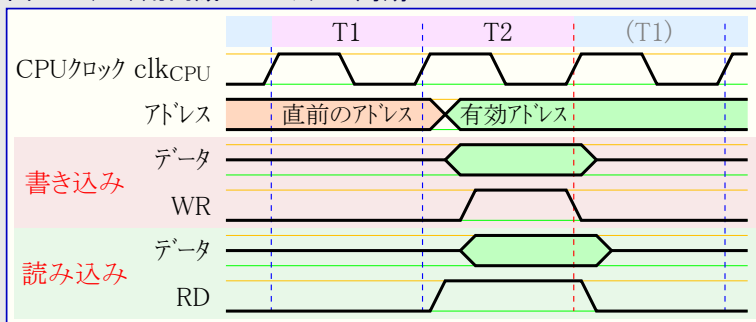 T1 T2 (T1)
CPUクロック clkCPU
アドレス 直前のアドレス 有効アドレス
データ
書き込み
WR
データ
読み込み
RD